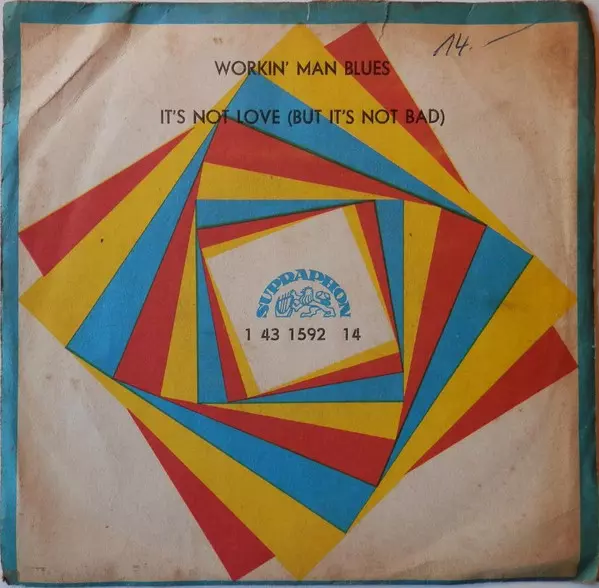 14.—
WORKIN' MAN BLUES
IT'S NOT LOVE (BUT IT'S NOT BAD)
SUPRAPHON
1 43 1592 14